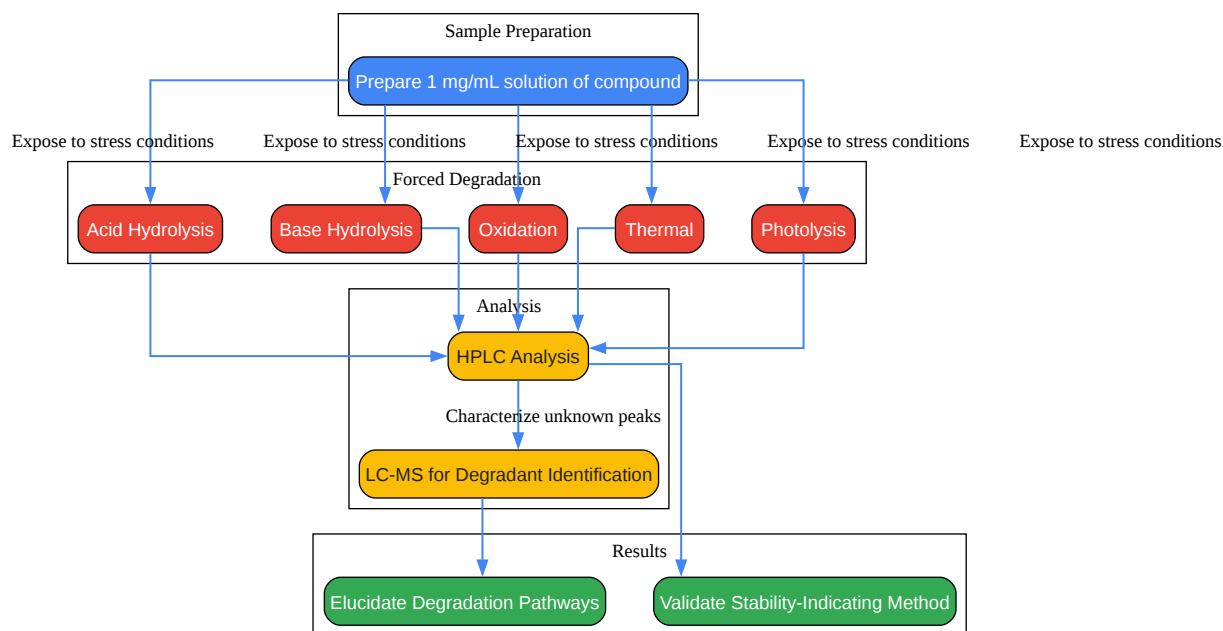 Sample Preparation
Prepare 1 mg/mL solution of compound
Expose to stress conditions
Expose to stress conditions
Expose to stress conditions
Expose to stress conditions
Expose to stress conditions
Forced Degradation
Acid Hydrolysis
Base Hydrolysis
Oxidation
Thermal
Photolysis
Analysis
HPLC Analysis
Characterize unknown peaks
LC-MS for Degradant Identification
Results
Elucidate Degradation Pathways
Validate Stability-Indicating Method